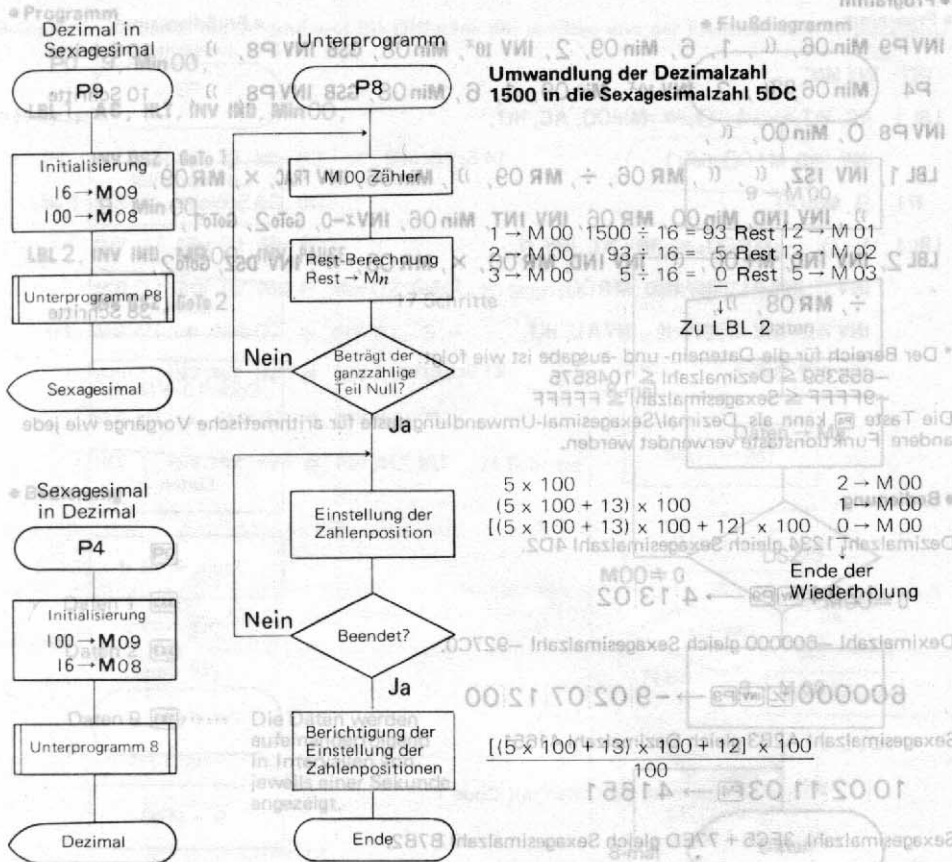 Dezimal in
Sexagesimal
P9
Initialisierung
16 → M 09
100 → M 08
Unterprogramm P8
Sexagesimal
Sexagesimal
in Dezimal
P4
Initialisierung
100 → M 09
16 → M 08
Unterprogramm 8
Dezimal
Unterprogramm
P8
M 00 Zähler
Rest-Berechnung
Rest → Mn
Nein
Beträgt der
ganzzahlige
Teil Null?
Ja
Einstellung der
Zahlenposition
Nein
Beendet?
Ja
Berichtigung der
Einstellung der
Zahlenpositionen
Ende
Umwandlung der Dezimalzahl
1500 in die Sexagesimalzahl 5DC
1 → M 00 1500 ÷ 16 = 93 Rest 12 → M 01
2 → M 00 93 ÷ 16 = 5 Rest 13 → M 02
3 → M 00 5 ÷ 16 = 0 Rest 5 → M 03
↓
Zu LBL 2
5 x 100 2 → M 00
(5 x 100 + 13) x 100 1 → M 00
[(5 x 100 + 13) x 100 + 12] x 100 0 → M 00
↓
Ende der
Wiederholung
[(5 x 100 + 13) x 100 + 12] x 100
100